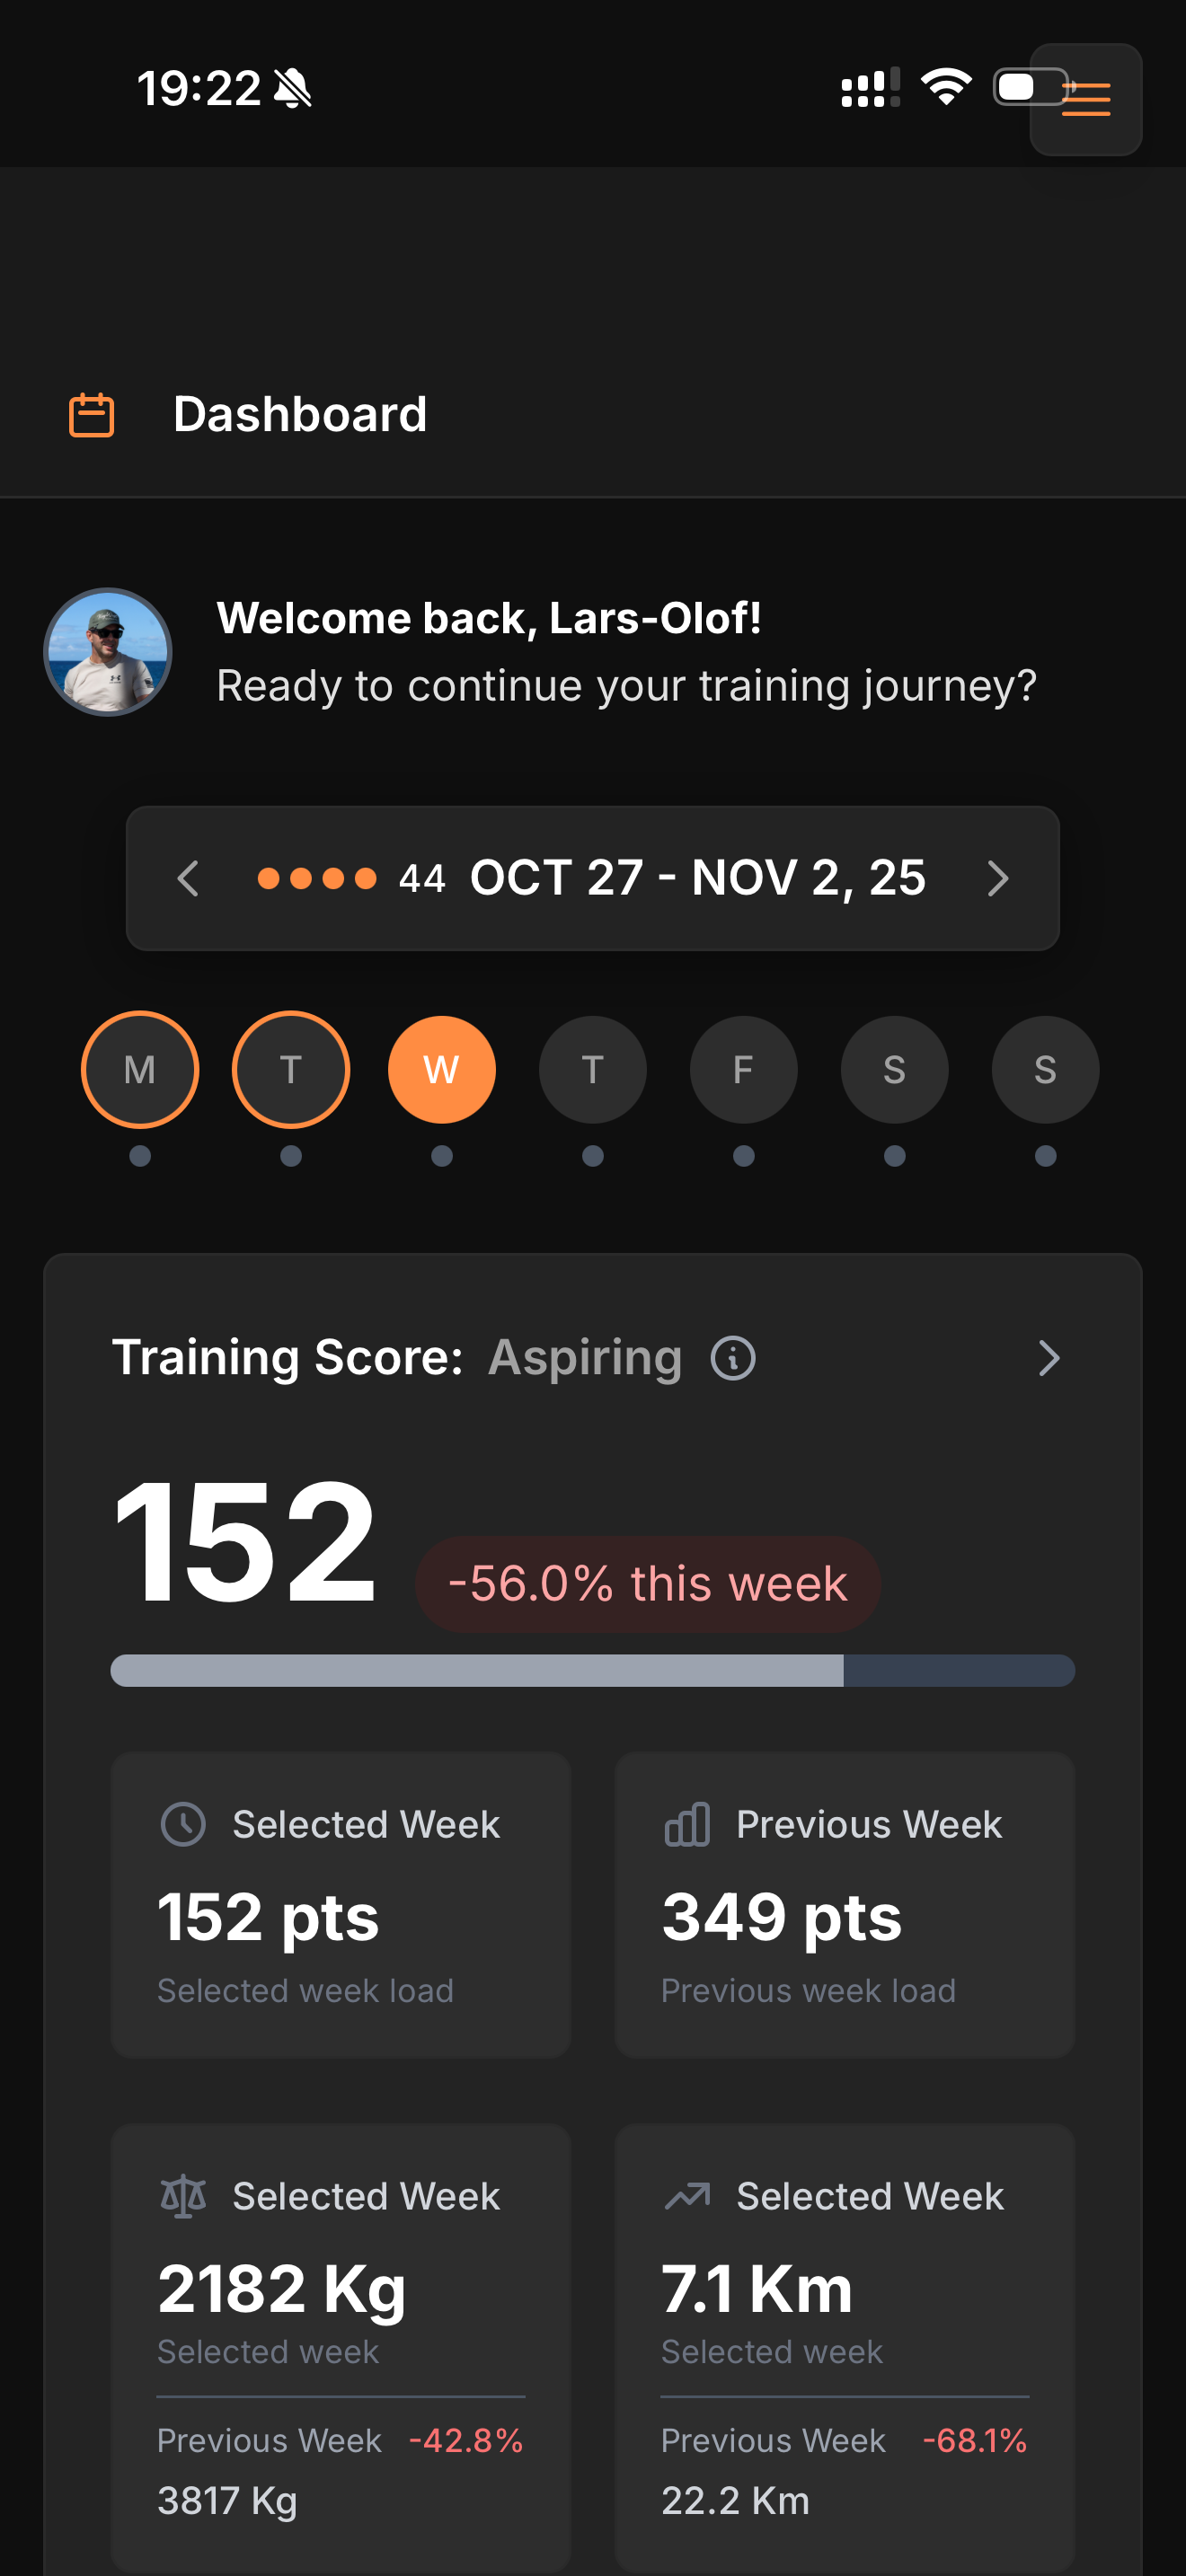 19:22
Dashboard
Welcome back, Lars-Olof!
Ready to continue your training journey?
44 OCT 27 - NOV 2, 25
M T W T F S S
Training Score: Aspiring
152 -56.0% this week
Selected Week
152 pts
Selected week load
Previous Week
349 pts
Previous week load
Selected Week
2182 Kg
Selected week
Previous Week -42.8%
3817 Kg
Selected Week
7.1 Km
Selected week
Previous Week -68.1%
22.2 Km